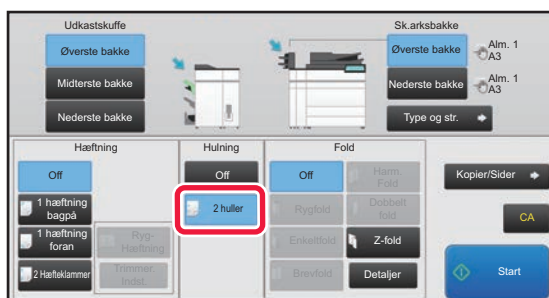 Udkastskuffe
Sk.arksbakke
Øverste bakke
Midterste bakke
Nederste bakke
Øverste bakke
Alm. 1
A3
Nederste bakke
Alm. 1
A3
Type og str.
Hæftning
Off
1 hæftning
bagpå
1 hæftning
foran
2 Hæfteklammer
Ryg-
Hæftning
Trimmer.
Indst.
Hulning
Off
2 huller
Fold
Off
Harm.
Fold
Rygfold
Dobbelt
fold
Enkeltfold
Z-fold
Brevfold
Detaljer
Kopier/Sider
CA
Start